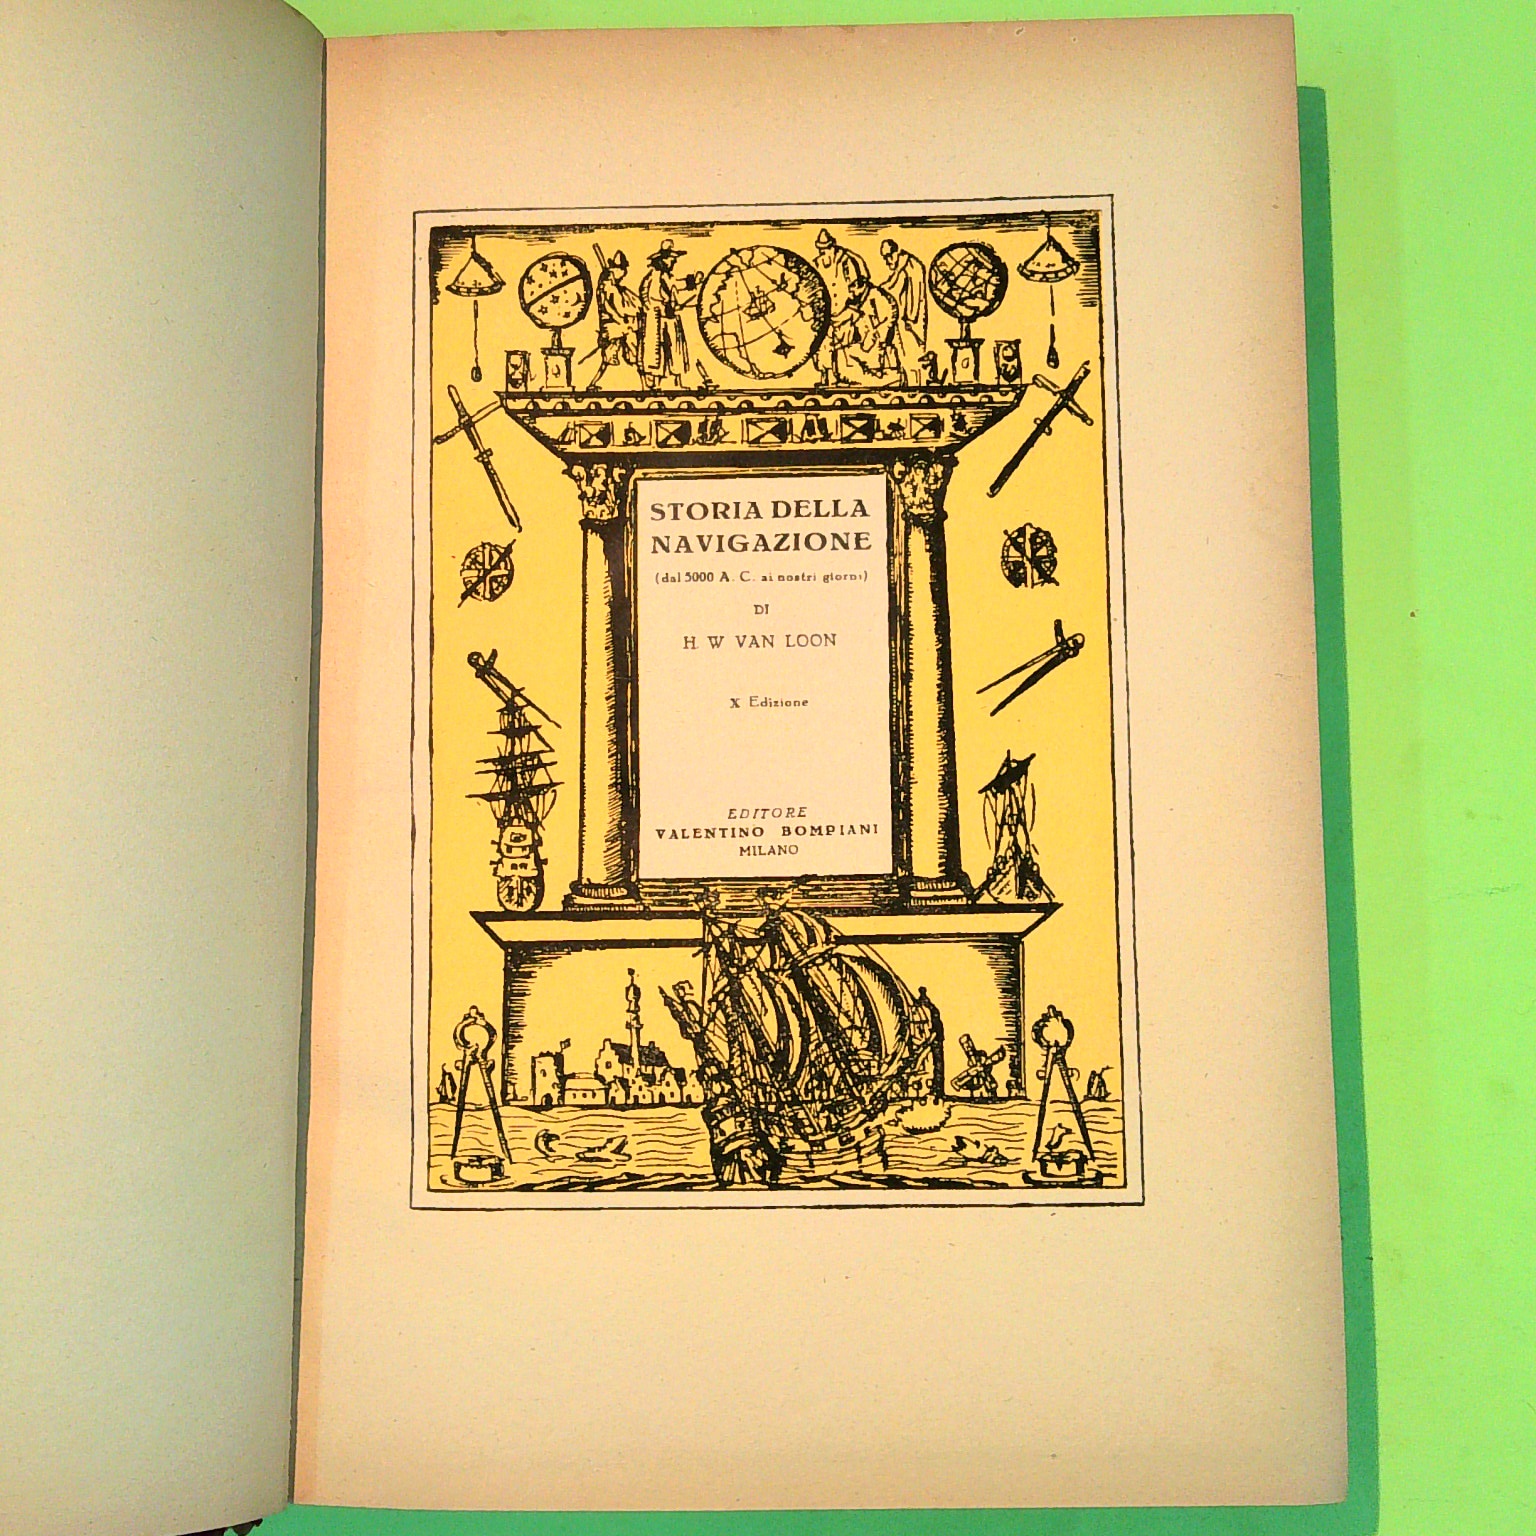 STORIA DELLA
NAVIGAZIONE
(dal 5000 A. C. ai nostri giorni)
DI
H. W VAN LOON
X Edizione
EDITORE
VALENTINO BOMPIANI
MILANO